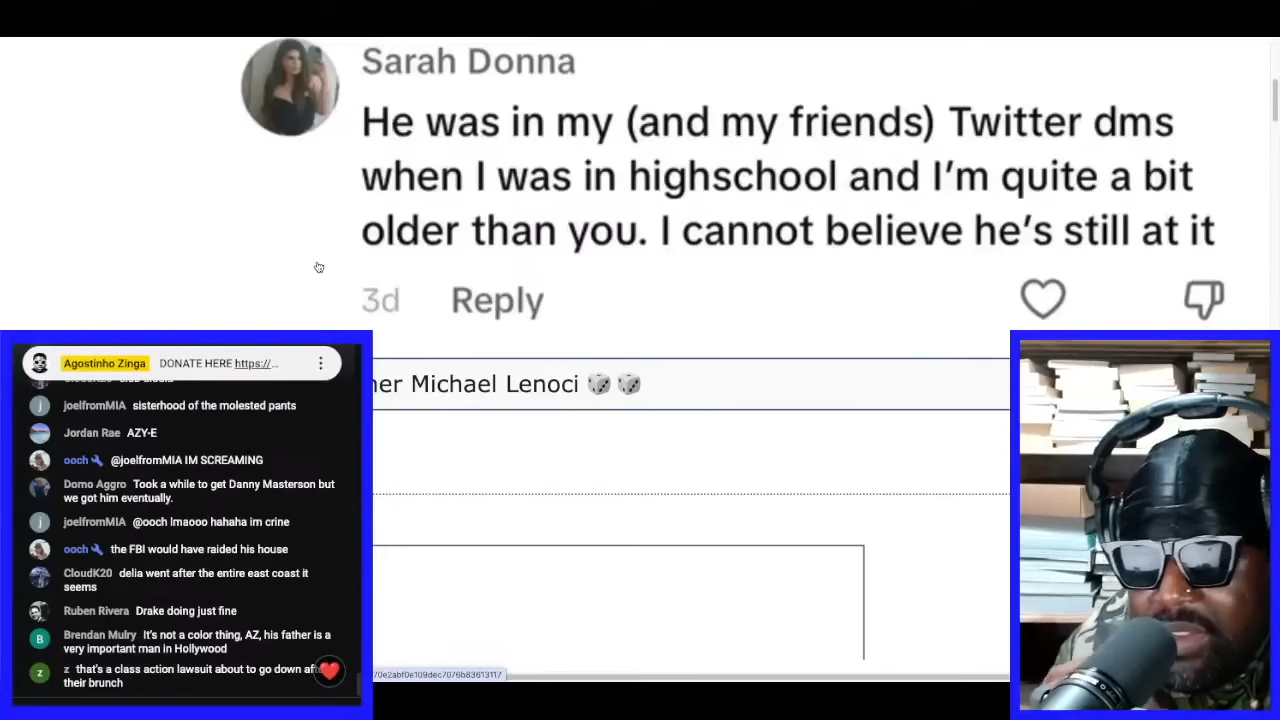 Sarah Donna
He was in my (and my friends) Twitter dms
when I was in highschool and I'm quite a bit
older than you. I cannot believe he's still at it
3d Reply
ner Michael Lenoci 🎲 🎲
Agostinho Zinga DONATE HERE https://...
joelfromMIA sisterhood of the molested pants
Jordan Rae AZY-E
ooch @joelfromMIA IM SCREAMING
Domo Aggro Took a while to get Danny Masterson but
we got him eventually.
joelfromMIA @ooch lmaooo hahaha im crine
ooch the FBI would have raided his house
CloudK20 delia went after the entire east coast it
seems
Ruben Rivera Drake doing just fine
B Brendan Mulry It's not a color thing, AZ, his father is a
very important man in Hollywood
z z that's a class action lawsuit about to go down
their brunch
70e2abf0e109dec7076b83613117